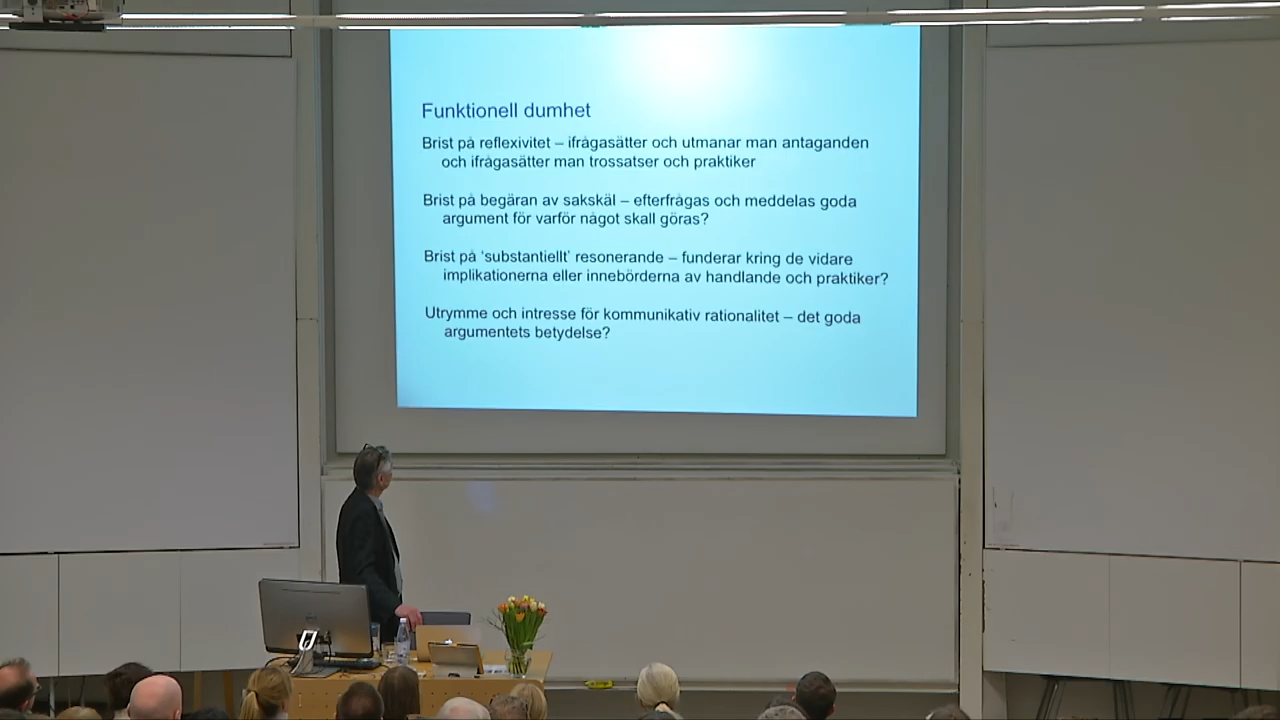 Funktionell dumhet
Brist på reflexivitet – ifrågasätter och utmanar man antaganden
och ifrågasätter man trossatser och praktiker
Brist på begäran av sakskäl – efterfrågas och meddelas goda
argument för varför något skall göras?
Brist på ‘substantiellt’ resonerande – funderar kring de vidare
implikationerna eller innebörderna av handlande och praktiker?
Utrymme och intresse för kommunikativ rationalitet – det goda
argumentets betydelse?